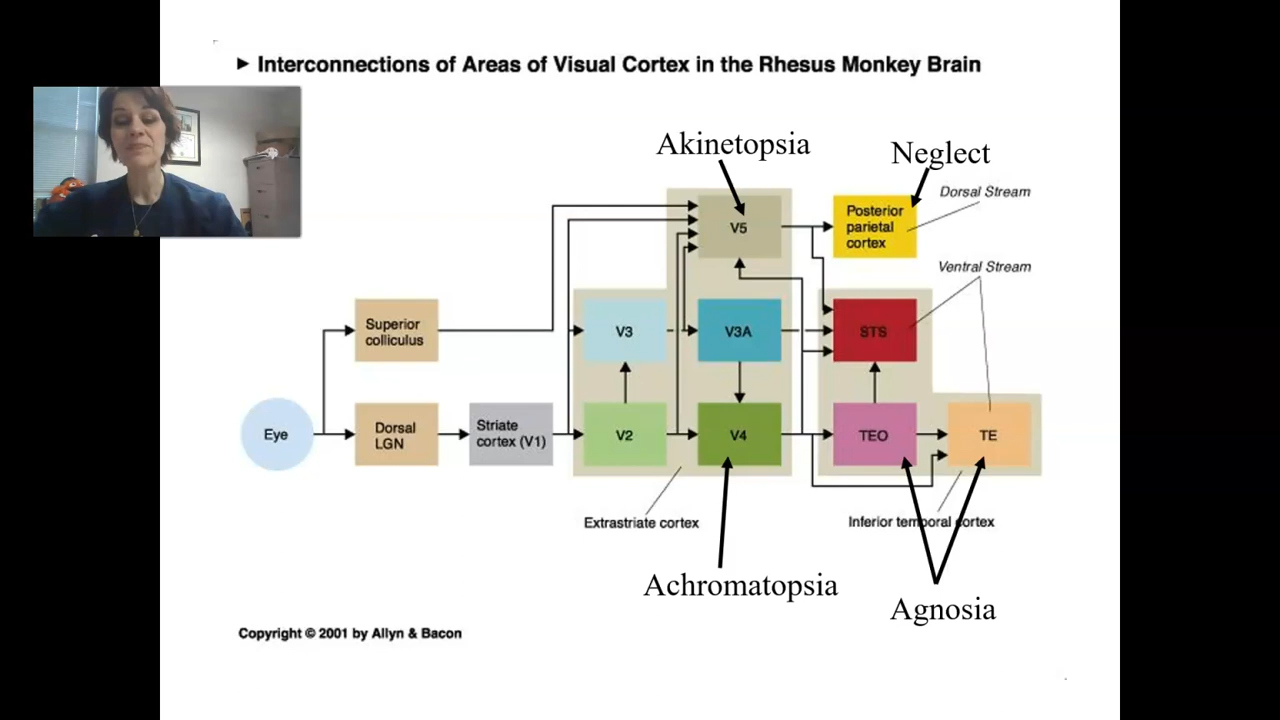 ► Interconnections of Areas of Visual Cortex in the Rhesus Monkey Brain
Akinetopsia
Neglect
Dorsal Stream
V5
Posterior
parietal
cortex
Ventral Stream
Superior
colliculus
V3
V3A
STS
Eye
Dorsal
LGN
Striate
cortex (V1)
V2
V4
TEO
TE
Extrastriate cortex
Inferior temporal cortex
Achromatopsia
Agnosia
Copyright © 2001 by Allyn & Bacon